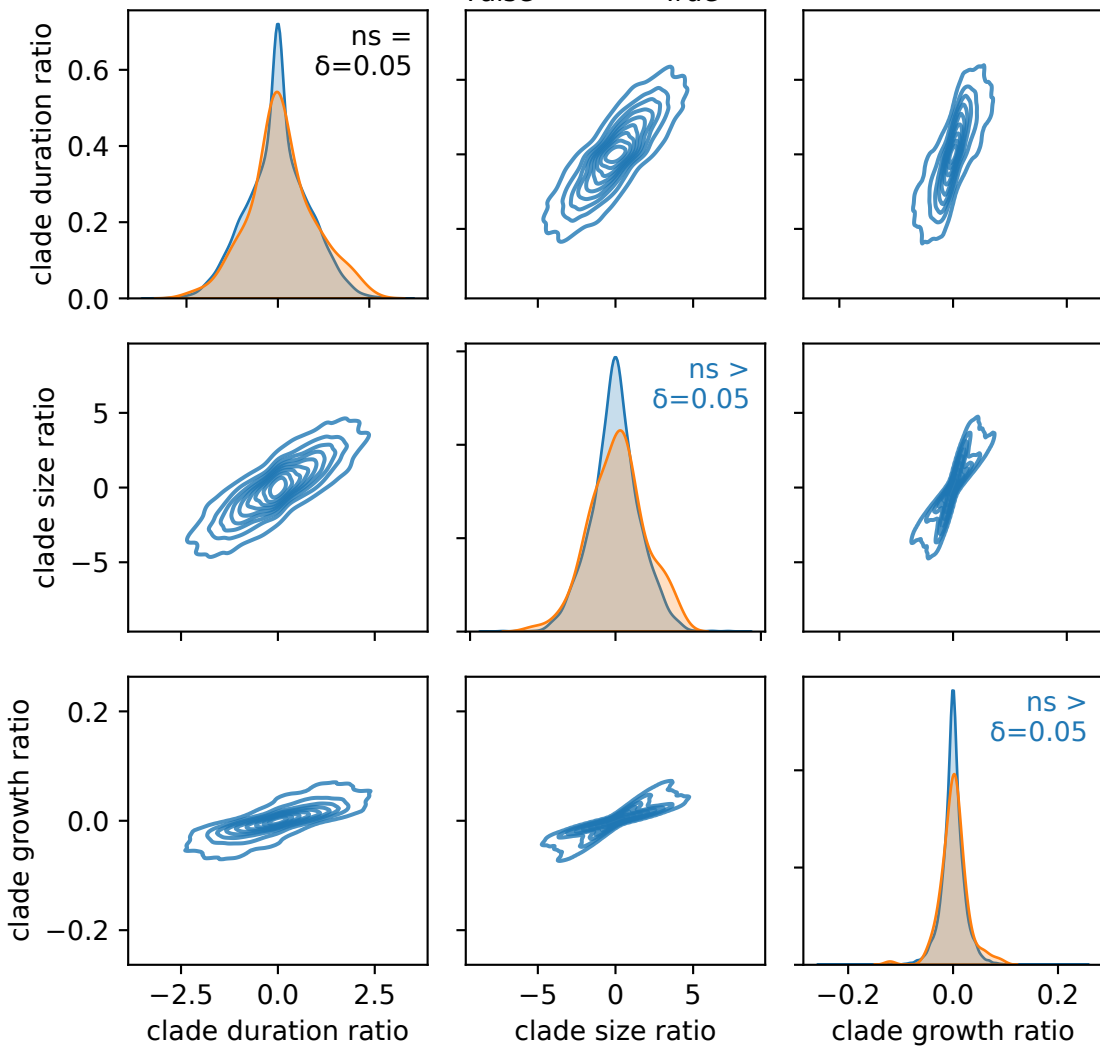 clade duration ratio
0.6
0.4
0.2
0.0
ns =
δ=0.05
clade size ratio
5
0
−5
ns >
δ=0.05
clade growth ratio
0.2
0.0
−0.2
ns >
δ=0.05
−2.5 0.0 2.5
clade duration ratio
−5 0 5
clade size ratio
−0.2 0.0 0.2
clade growth ratio